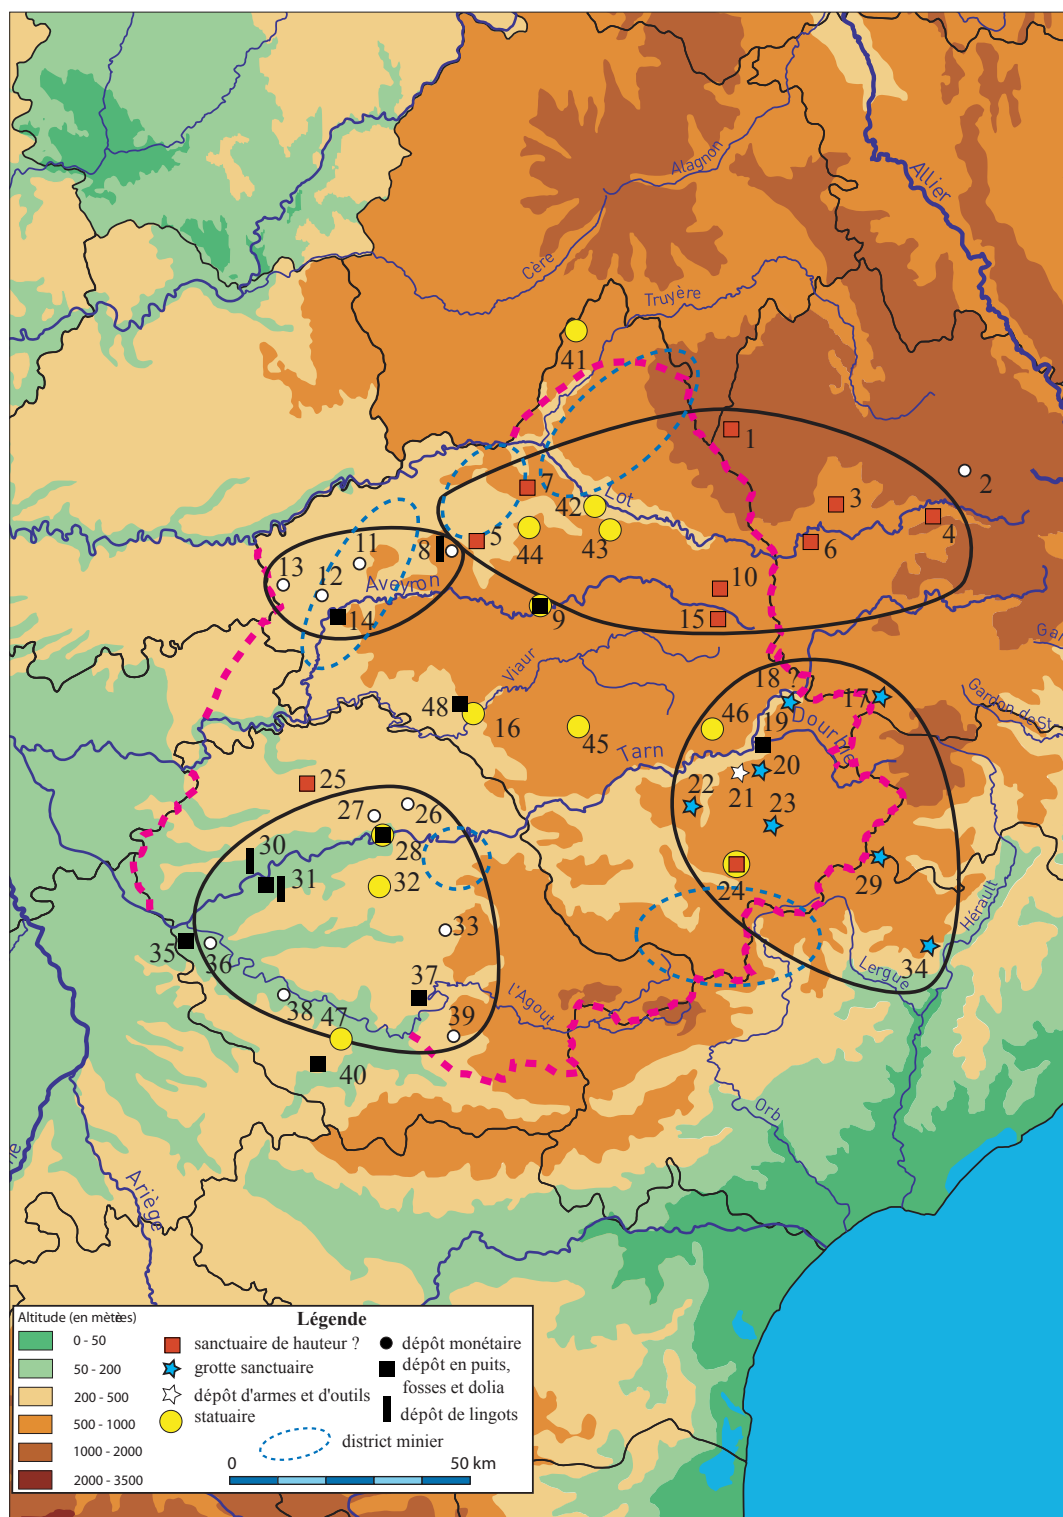 Alagnon
Allier
Cère
Truyère
41
1
2
7
Lot
3
42
4
5
44
43
6
8
11
13
12
Aveyron
10
14
9
15
Viaur
18 ?
17
Gardon de St
48
16
46
19
Dourbie
45
Tarn
20
25
22
21
23
27
26
30
28
31
32
24
29
33
Hérault
35
36
34
37
Lergue
l'Agout
38
47
39
40
Orb
Ariège
Légende
Altitude (en mètres)
0 - 50
50 - 200
200 - 500
500 - 1000
1000 - 2000
2000 - 3500
sanctuaire de hauteur ?
grotte sanctuaire
dépôt d'armes et d'outils
statuaire
district minier
dépôt monétaire
dépôt en puits,
fosses et dolia
dépôt de lingots
0 50 km